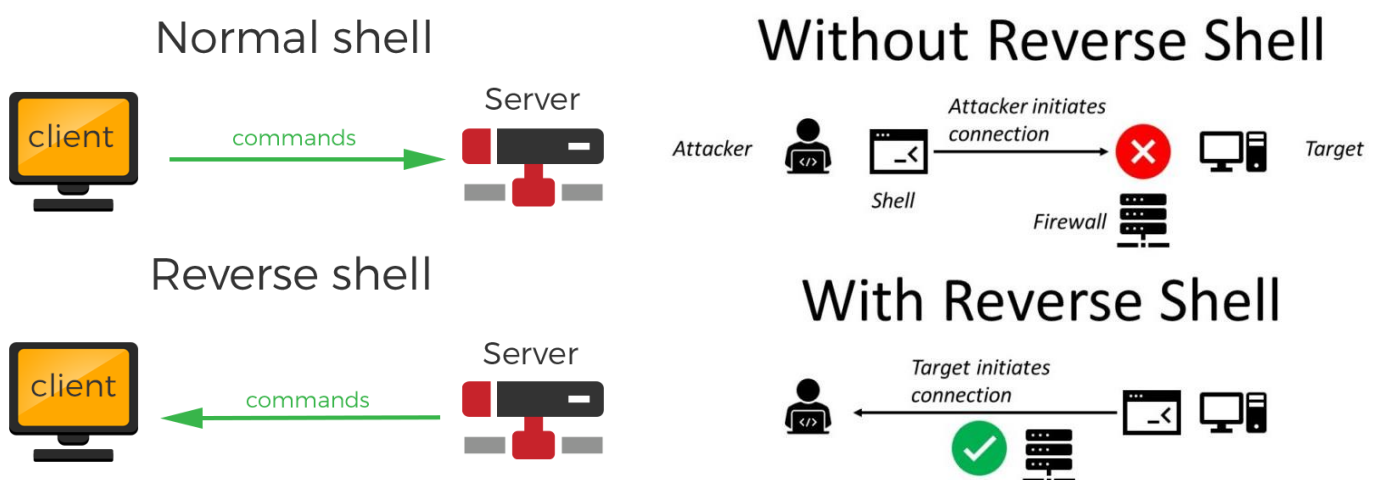 Normal shell
client
commands
Server
Reverse shell
client
commands
Server
Without Reverse Shell
Attacker
</>
Shell
Attacker initiates
connection
Firewall
Target
With Reverse Shell
</>
Target initiates
connection